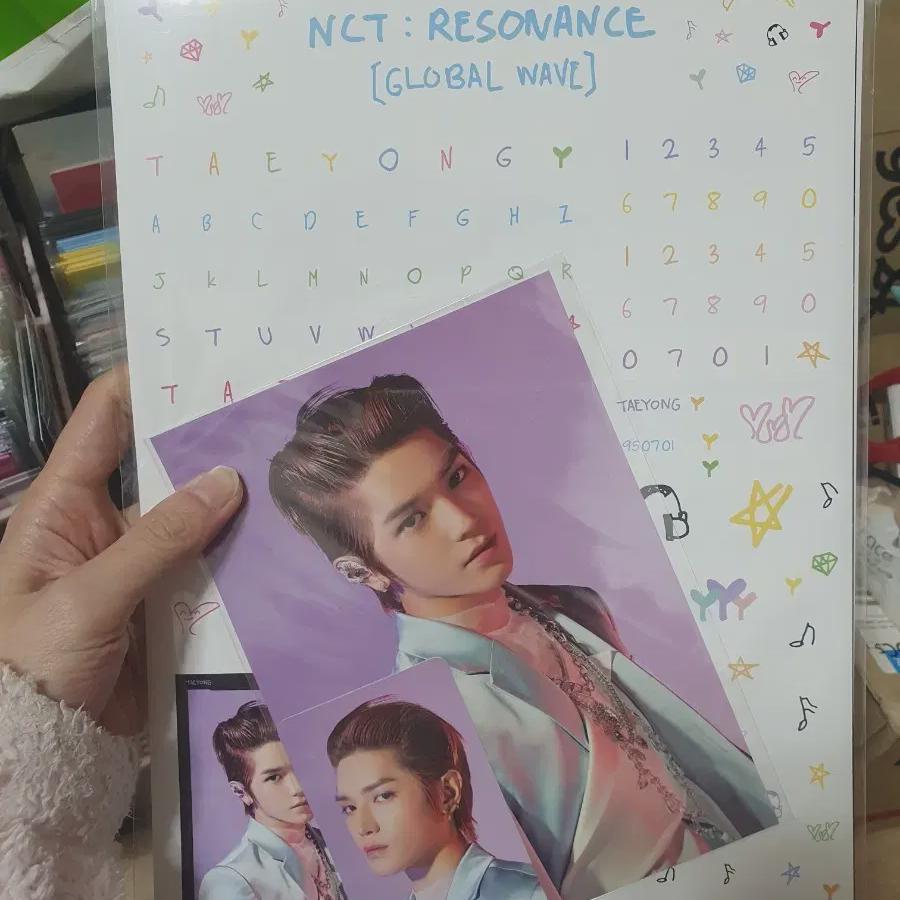 NCT : RESONANCE
[GLOBAL WAVE]
T A E Y O N G Y
A B C D E F G H I
J K L M N O P Q R
S T U V W
T A
1 2 3 4 5
6 7 8 9 0
1 2 3 4 5
6 7 8 9 0
0 7 0 1
TAEYONG
950701
TAEYONG